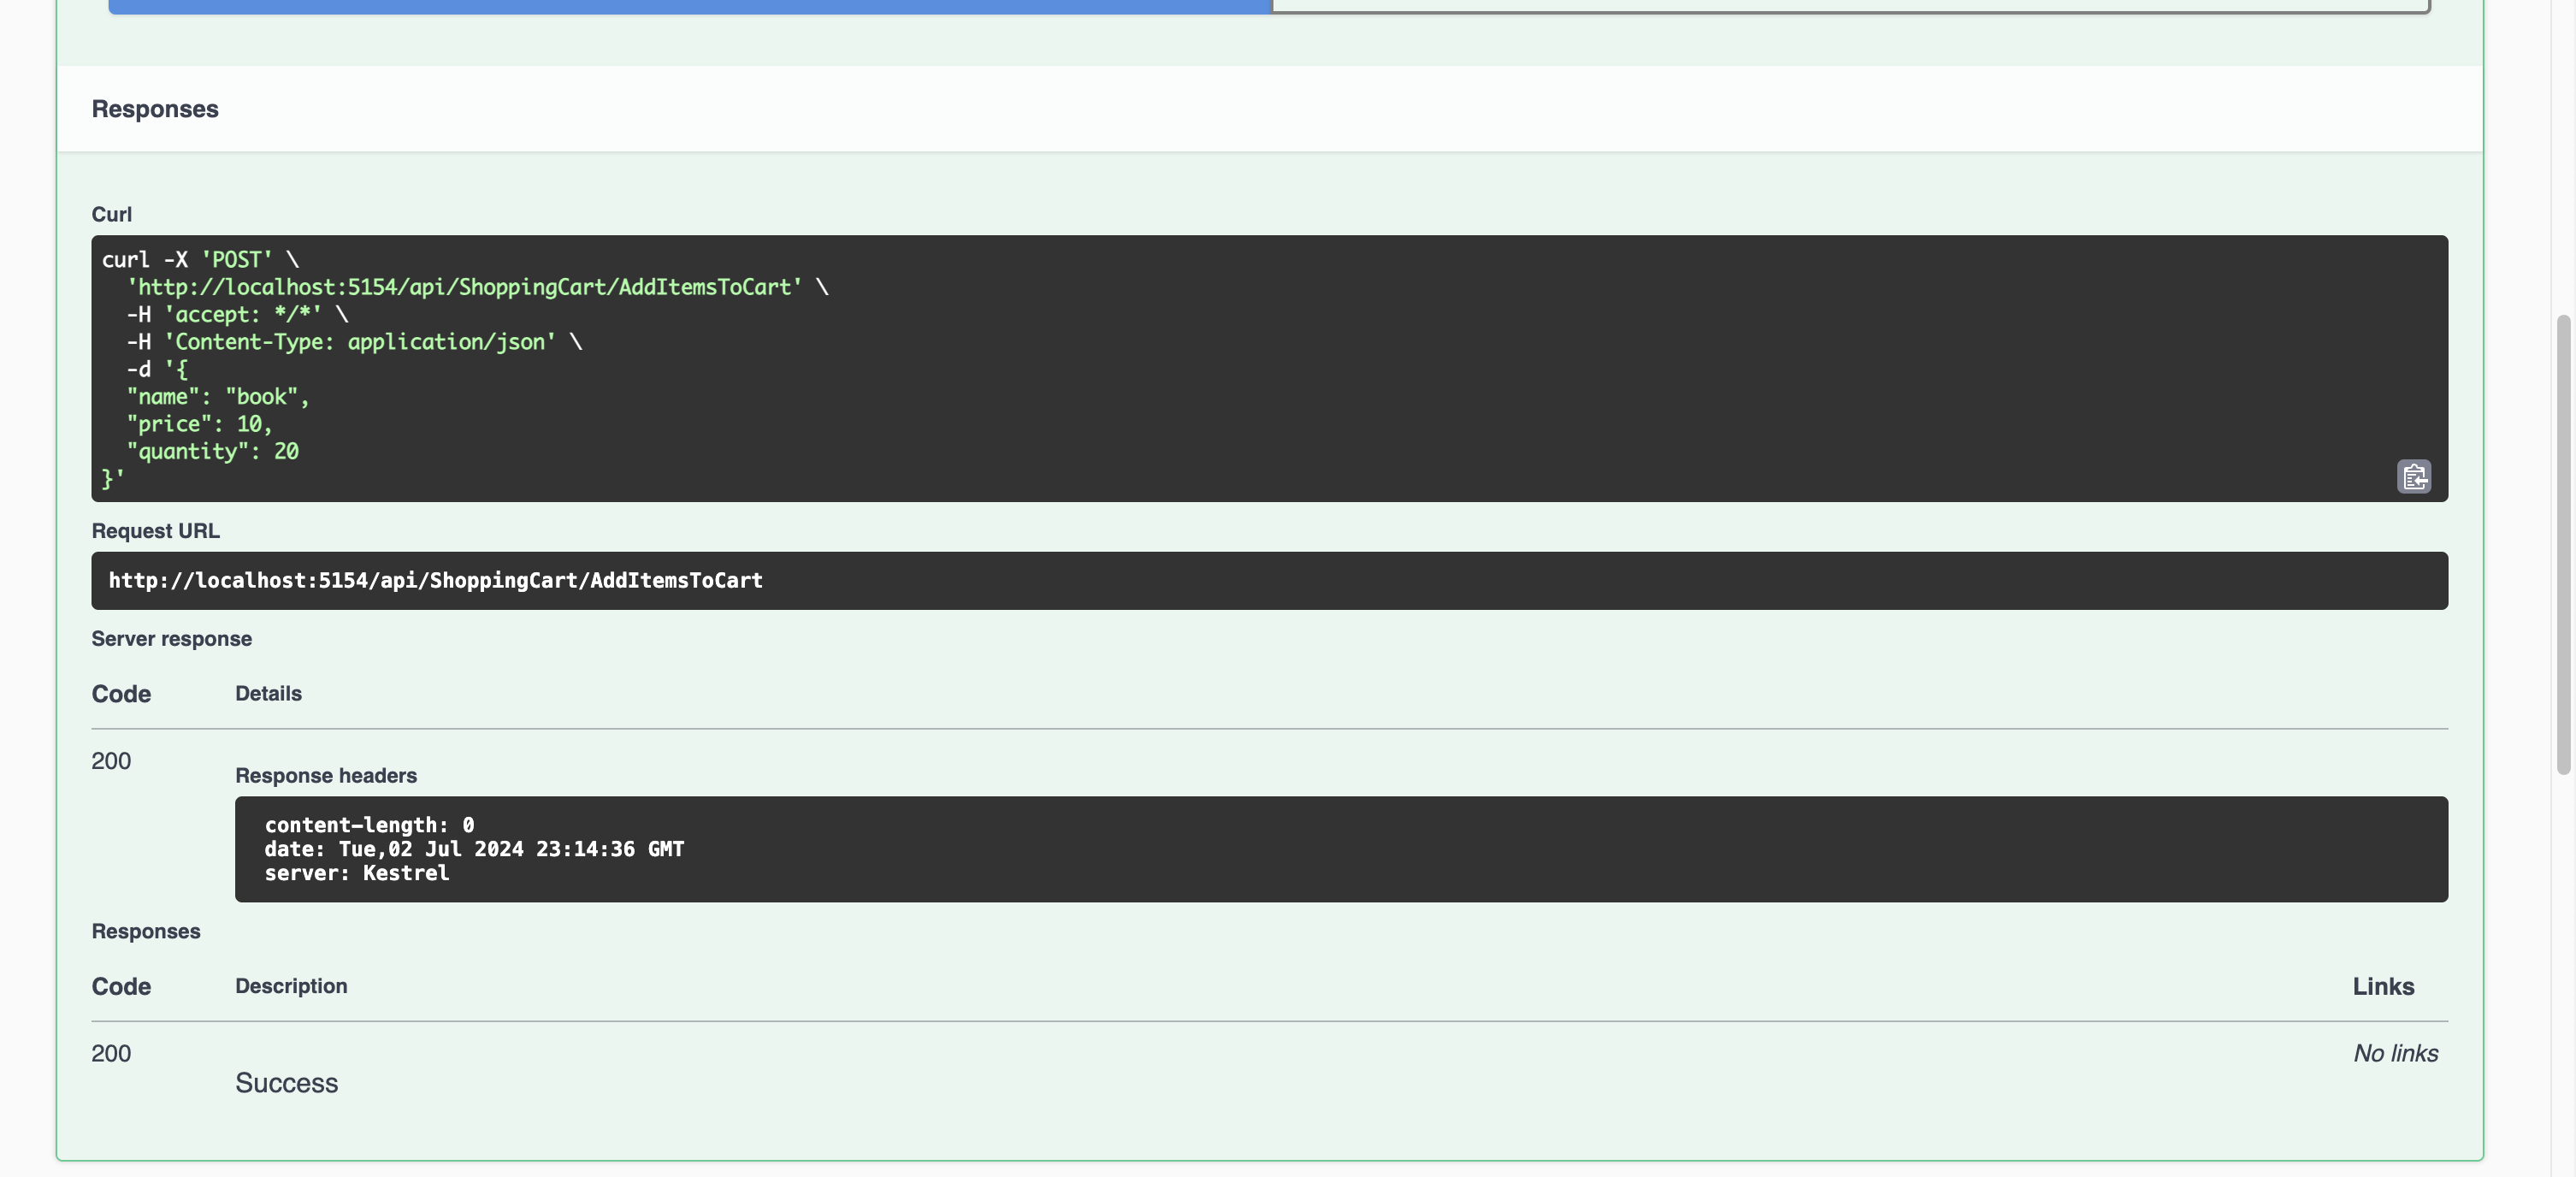 Responses
Curl
curl -X 'POST' \
  'http://localhost:5154/api/ShoppingCart/AddItemsToCart' \
  -H 'accept: */*' \
  -H 'Content-Type: application/json' \
  -d '{
  "name": "book",
  "price": 10,
  "quantity": 20
}'
Request URL
http://localhost:5154/api/ShoppingCart/AddItemsToCart
Server response
Code Details
200
Response headers
content-length: 0
date: Tue,02 Jul 2024 23:14:36 GMT
server: Kestrel
Responses
Code Description Links
200 No links
Success